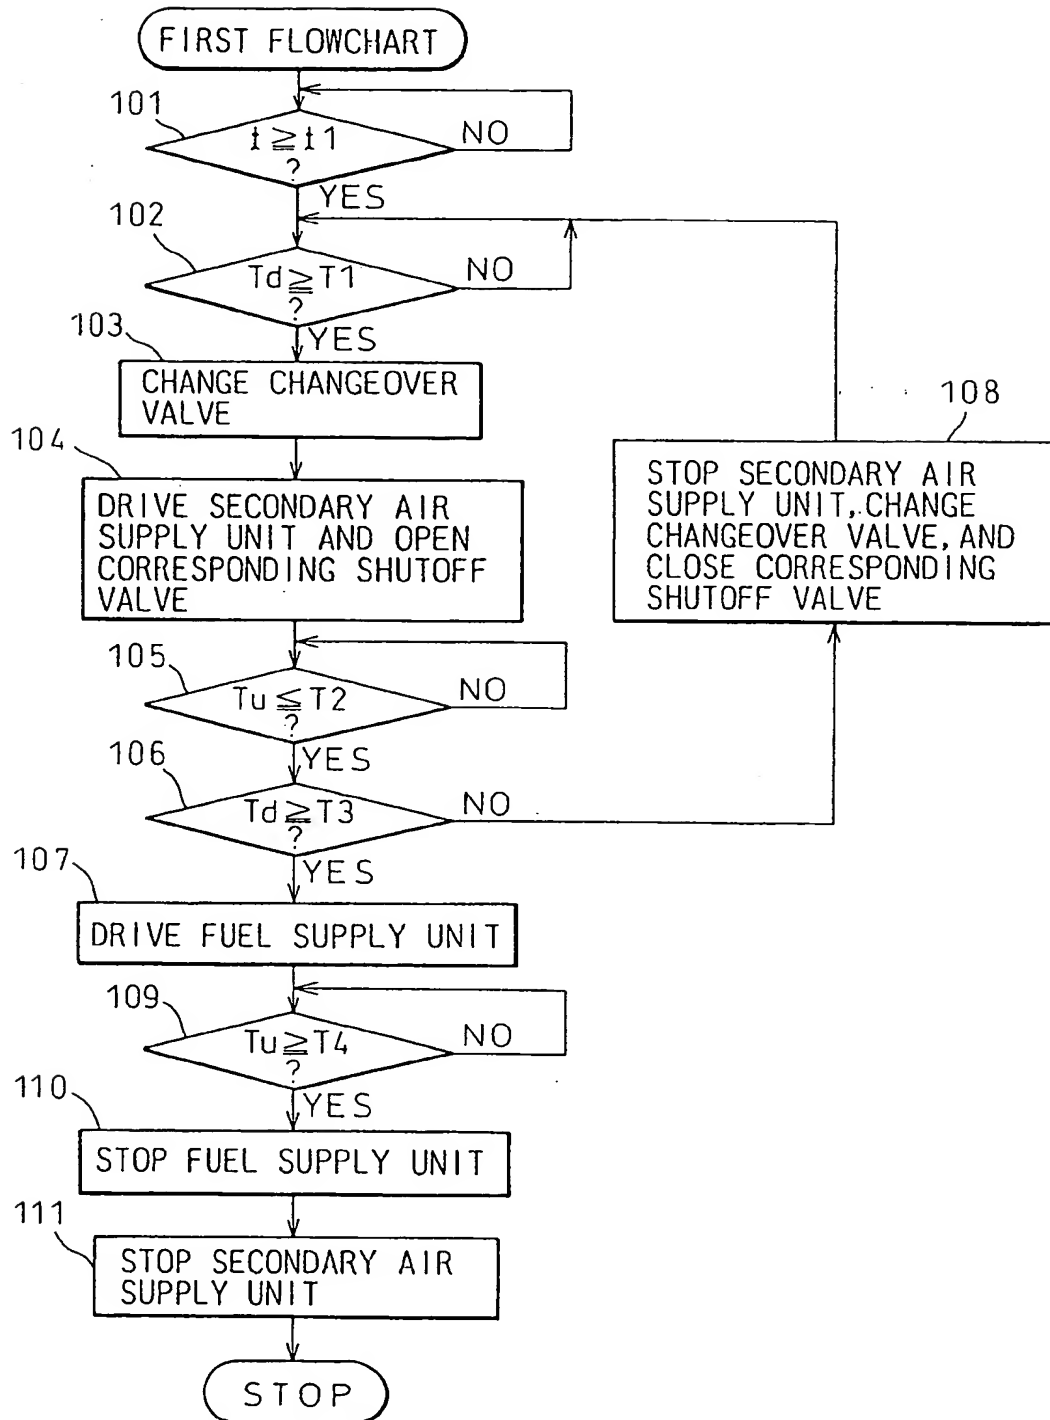 FIRST FLOWCHART
101
t ≧ t1
?
NO
YES
102
Td ≧ T1
?
NO
YES
103
CHANGE CHANGEOVER
VALVE
104
DRIVE SECONDARY AIR
SUPPLY UNIT AND OPEN
CORRESPONDING SHUTOFF
VALVE
108
STOP SECONDARY AIR
SUPPLY UNIT, CHANGE
CHANGEOVER VALVE, AND
CLOSE CORRESPONDING
SHUTOFF VALVE
105
Tu ≦ T2
?
NO
YES
106
Td ≧ T3
?
NO
YES
107
DRIVE FUEL SUPPLY UNIT
109
Tu ≧ T4
?
NO
YES
110
STOP FUEL SUPPLY UNIT
111
STOP SECONDARY AIR
SUPPLY UNIT
STOP